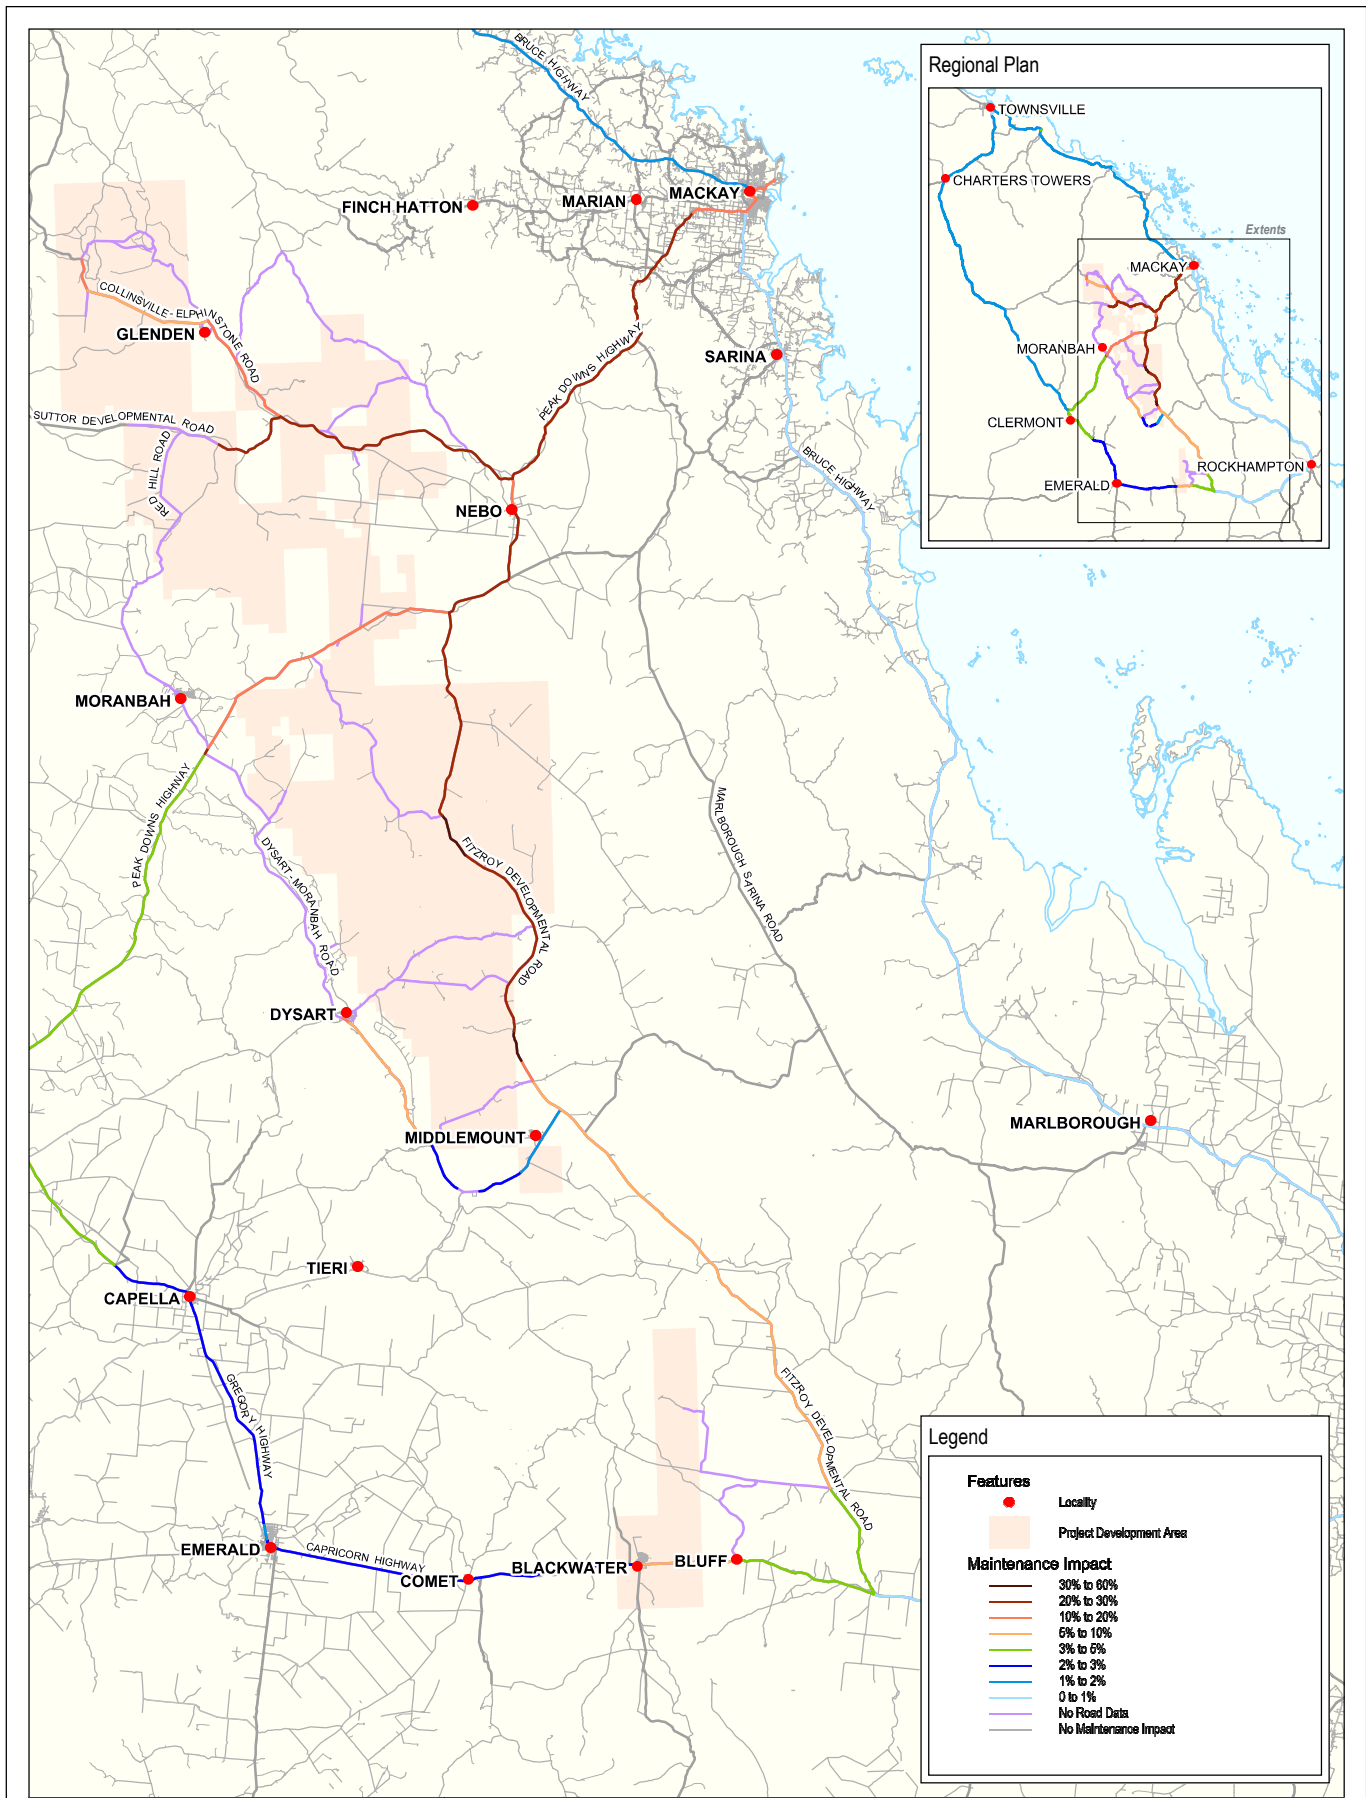 BRUCE HIGHWAY
Regional Plan
TOWNSVILLE
CHARTERS TOWERS
Extents
MACKAY
MORANBAH
CLERMONT
ROCKHAMPTON
EMERALD
MACKAY
MARIAN
FINCH HATTON
COLLINSVILLE - ELPHINSTONE ROAD
GLENDEN
PEAK DOWNS HIGHWAY
SARINA
SUTTOR DEVELOPMENTAL ROAD
RED HILL ROAD
BRUCE HIGHWAY
NEBO
MORANBAH
PEAK DOWNS HIGHWAY
MARLBOROUGH SARINA ROAD
DYSART - MORANBAH ROAD
FITZROY DEVELOPMENTAL ROAD
DYSART
MIDDLEMOUNT
MARLBOROUGH
TIERI
CAPELLA
GREGORY HIGHWAY
FITZROY DEVELOPMENTAL ROAD
EMERALD
CAPRICORN HIGHWAY
COMET
BLACKWATER
BLUFF
Legend
Features
Locality
Project Development Area
Maintenance Impact
30% to 60%
20% to 30%
10% to 20%
5% to 10%
3% to 5%
2% to 3%
1% to 2%
0 to 1%
No Road Data
No Maintenance Impact